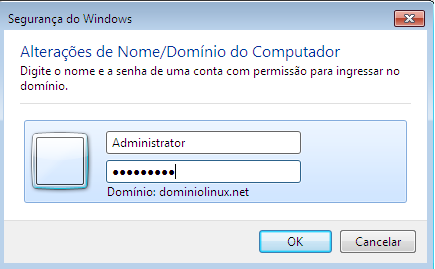 Segurança do Windows
Alterações de Nome/Domínio do Computador
Digite o nome e a senha de uma conta com permissão para ingressar no
domínio.
Administrator
●●●●●●●●●
Domínio: dominiolinux.net
OK
Cancelar